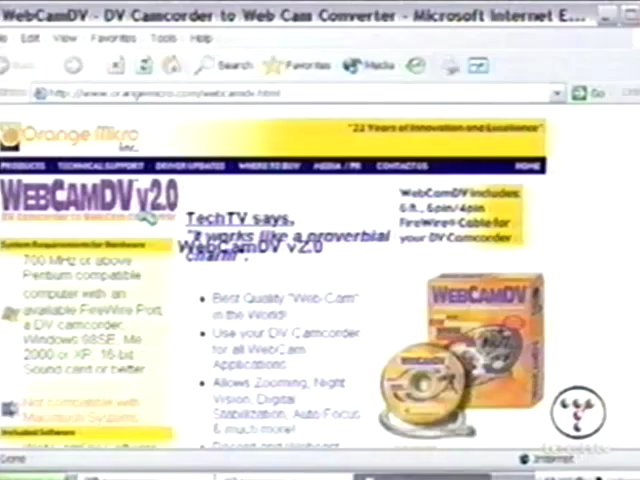 WebCamDV - DV Camcorder to Web Cam Converter - Microsoft Internet E...
Edit View Favorites Tools Help
Search Favorites Media
http://www.orangemicro.com/webcamdv.html
Go
Orange Micro
Inc.
"22 Years of Innovation and Excellence"
PRODUCTS TECHNICAL SUPPORT DRIVER UPDATES WHERE TO BUY MEDIA / PR CONTACT US HOME
WEBCAMDV v2.0
DV Camcorder to WebCam Converter
WebCamDV includes:
6 ft., 6pin/4pin
FireWire® Cable for
your DV Camcorder
TechTV says,
"it works like a proverbial
charm".
WebCamDV v2.0
System Requirements for Hardware
700 MHz or above
Pentium compatible
computer with an
available FireWire Port,
a DV camcorder,
Windows 98SE, Me
2000 or XP, 16-bit
Sound card or better
Not compatible with
Macintosh Systems
Included Software
Best Quality "Web Cam"
in the World!
Use your DV Camcorder
for all WebCam
Applications
Allows Zooming, Night
Vision, Digital
Stabilization, Auto Focus
& much more!
WEBCAMDV
Done
Internet